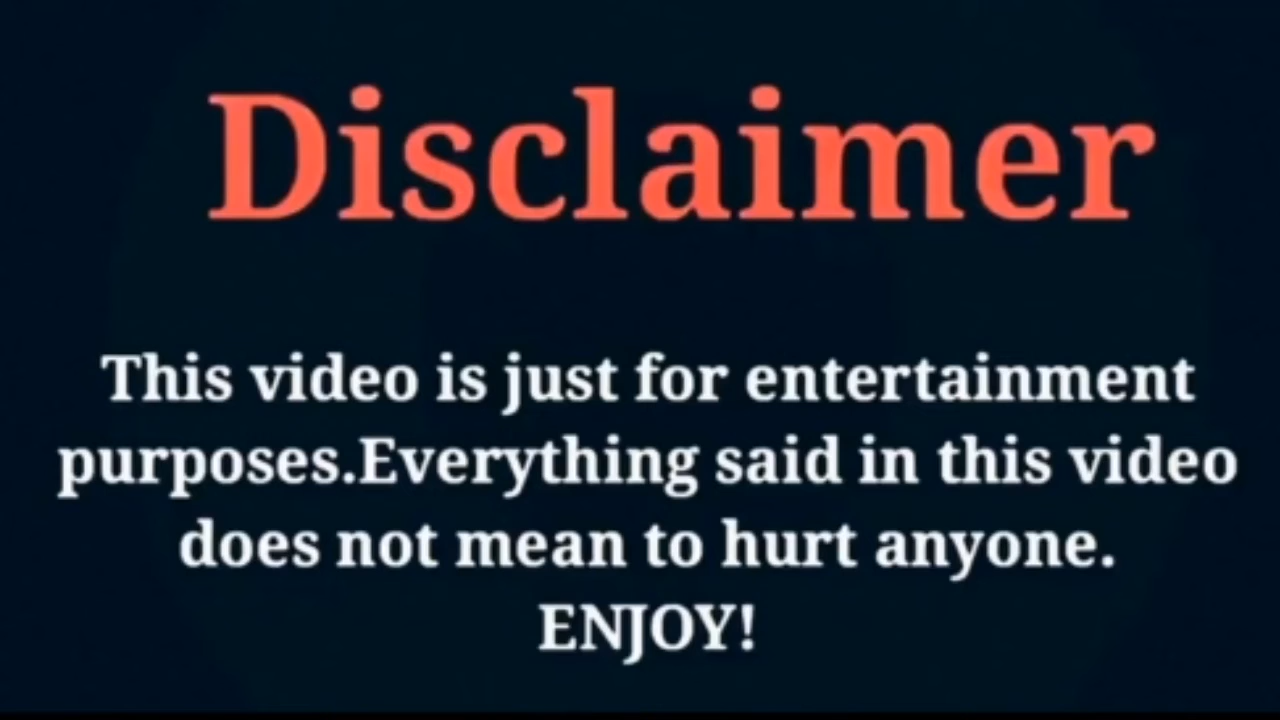 Disclaimer
This video is just for entertainment
purposes.Everything said in this video
does not mean to hurt anyone.
ENJOY!